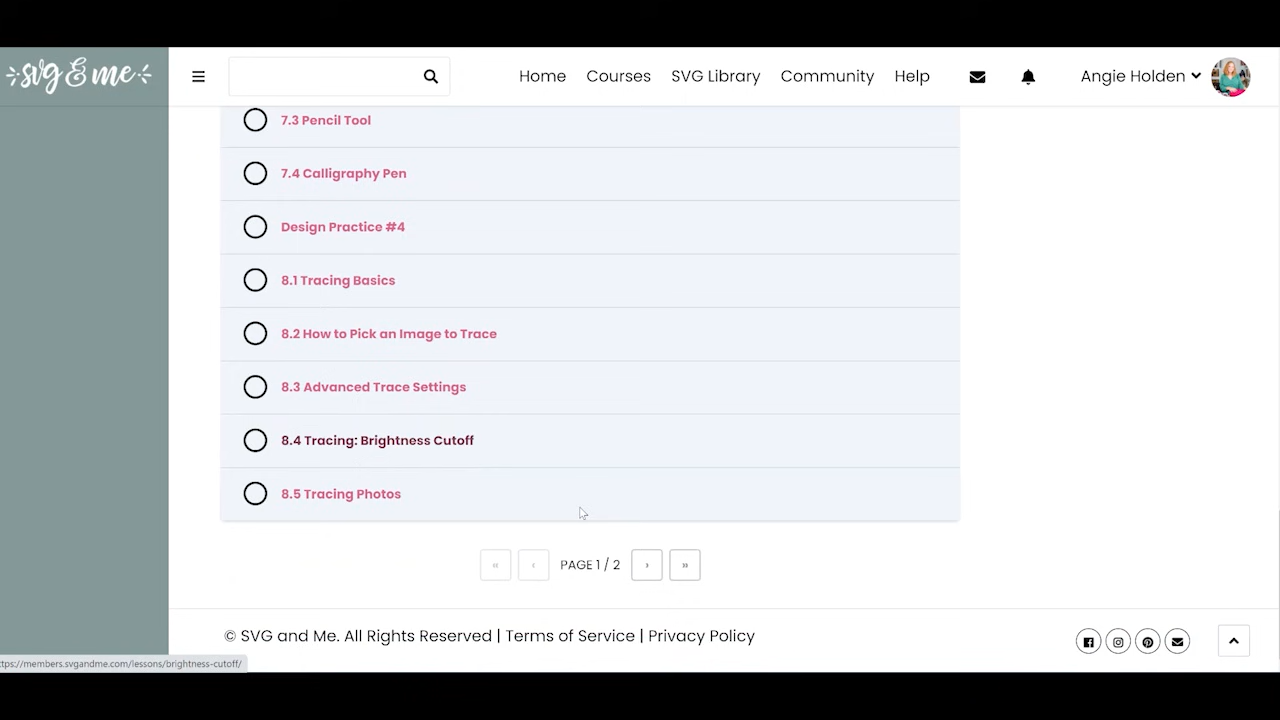 svg & me
Home Courses SVG Library Community Help Angie Holden
7.3 Pencil Tool
7.4 Calligraphy Pen
Design Practice #4
8.1 Tracing Basics
8.2 How to Pick an Image to Trace
8.3 Advanced Trace Settings
8.4 Tracing: Brightness Cutoff
8.5 Tracing Photos
« ‹ PAGE 1 / 2 › »
© SVG and Me. All Rights Reserved | Terms of Service | Privacy Policy
ttps://members.svgandme.com/lessons/brightness-cutoff/